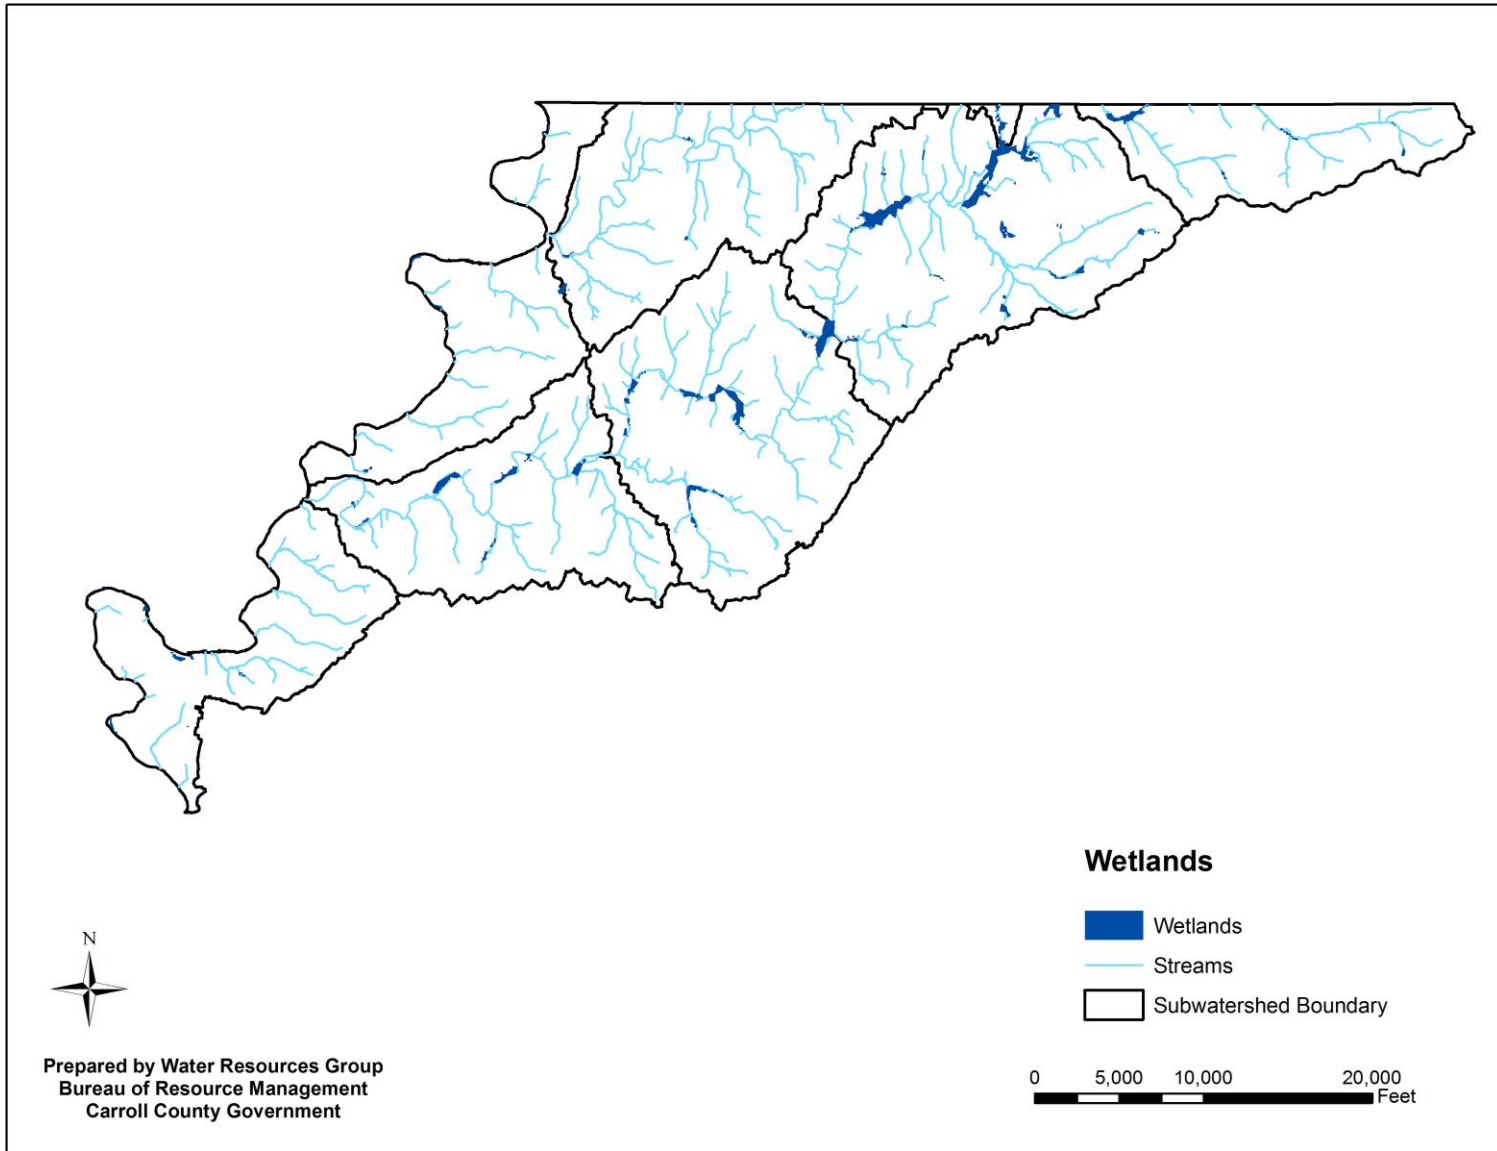 Wetlands
Wetlands
Streams
Subwatershed Boundary
N
Prepared by Water Resources Group
Bureau of Resource Management
Carroll County Government
0 5,000 10,000 20,000
Feet